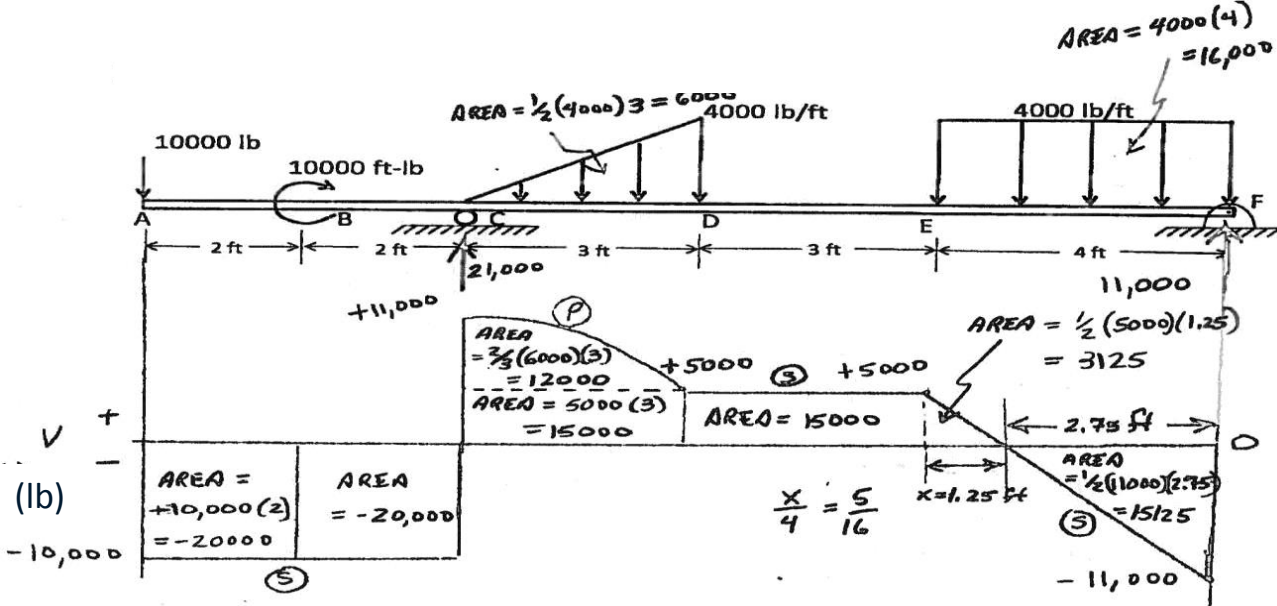 AREA = 4000(4)
= 16,000
AREA = 1/2(4000)3 = 6000
4000 lb/ft
4000 lb/ft
10000 lb
10000 ft-lb
A
B
C
D
E
F
2 ft
2 ft
3 ft
3 ft
4 ft
21,000
11,000
+11,000
P
AREA = 1/2(5000)(1.25)
= 3125
AREA
= 2/3(6000)(3)
= 12000
+5000
S
+5000
AREA = 5000(3)
= 15000
AREA = 15000
2.75 ft
V
+
−
(lb)
O
AREA =
+10,000(2)
= -20000
AREA
= -20,000
x/4 = 5/16
x=1.25 ft
AREA
= 1/2(11000)(2.75)
= 15125
S
-10,000
S
- 11,000